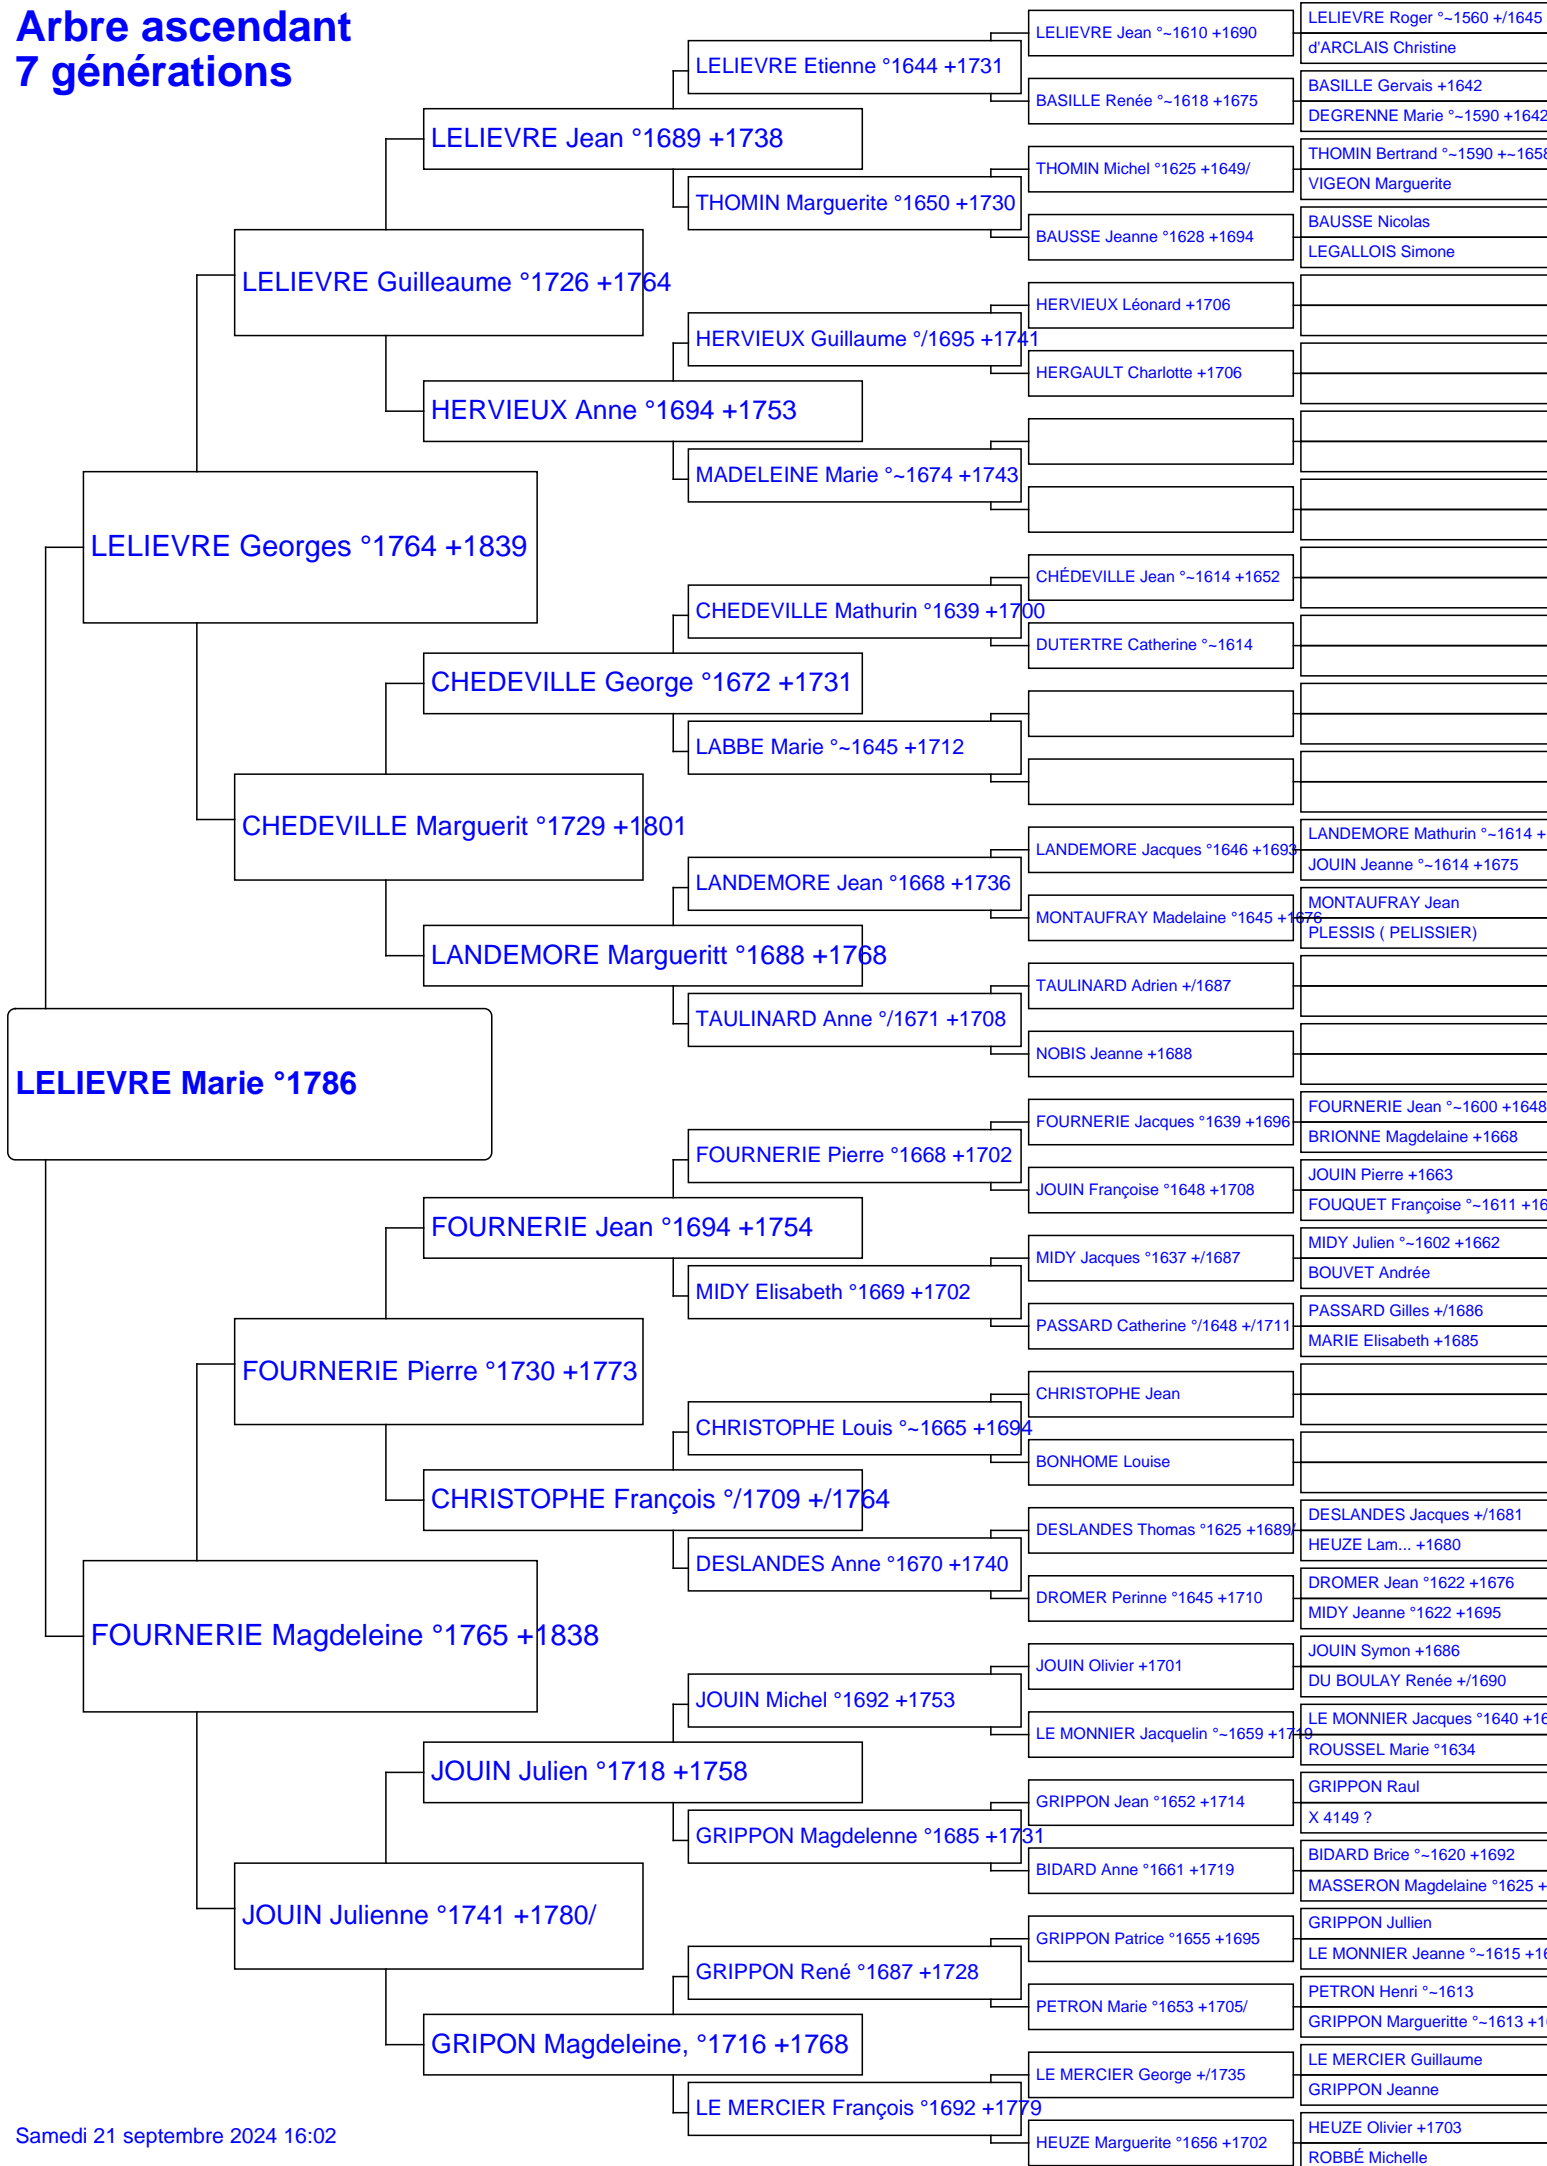 Arbre ascendant
7 générations
LELIEVRE Marie °1786
LELIEVRE Georges °1764 +1839
FOURNERIE Magdeleine °1765 +1838
LELIEVRE Guilleaume °1726 +1764
CHEDEVILLE Marguerit °1729 +1801
FOURNERIE Pierre °1730 +1773
JOUIN Julienne °1741 +1780/
LELIEVRE Jean °1689 +1738
HERVIEUX Anne °1694 +1753
CHEDEVILLE George °1672 +1731
LANDEMORE Margueritt °1688 +1768
FOURNERIE Jean °1694 +1754
CHRISTOPHE François °/1709 +/1764
JOUIN Julien °1718 +1758
GRIPON Magdeleine, °1716 +1768
LELIEVRE Etienne °1644 +1731
THOMIN Marguerite °1650 +1730
HERVIEUX Guillaume °/1695 +1741
MADELEINE Marie °~1674 +1743
CHEDEVILLE Mathurin °1639 +1700
LABBE Marie °~1645 +1712
LANDEMORE Jean °1668 +1736
TAULINARD Anne °/1671 +1708
FOURNERIE Pierre °1668 +1702
MIDY Elisabeth °1669 +1702
CHRISTOPHE Louis °~1665 +1694
DESLANDES Anne °1670 +1740
JOUIN Michel °1692 +1753
GRIPPON Magdelenne °1685 +1731
GRIPPON René °1687 +1728
LE MERCIER François °1692 +1779
LELIEVRE Jean °~1610 +1690
BASILLE Renée °~1618 +1675
THOMIN Michel °1625 +1649/
BAUSSE Jeanne °1628 +1694
HERVIEUX Léonard +1706
HERGAULT Charlotte +1706
CHÉDEVILLE Jean °~1614 +1652
DUTERTRE Catherine °~1614
LANDEMORE Jacques °1646 +1693
MONTAUFRAY Madelaine °1645 +1676
TAULINARD Adrien +/1687
NOBIS Jeanne +1688
FOURNERIE Jacques °1639 +1696
JOUIN Françoise °1648 +1708
MIDY Jacques °1637 +/1687
PASSARD Catherine °/1648 +/1711
CHRISTOPHE Jean
BONHOME Louise
DESLANDES Thomas °1625 +1689/
DROMER Perinne °1645 +1710
JOUIN Olivier +1701
LE MONNIER Jacquelin °~1659 +1719
GRIPPON Jean °1652 +1714
BIDARD Anne °1661 +1719
GRIPPON Patrice °1655 +1695
PETRON Marie °1653 +1705/
LE MERCIER George +/1735
HEUZE Marguerite °1656 +1702
LELIEVRE Roger °~1560 +/1645
d'ARCLAIS Christine
BASILLE Gervais +1642
DEGRENNE Marie °~1590 +1642
THOMIN Bertrand °~1590 +~1658
VIGEON Marguerite
BAUSSE Nicolas
LEGALLOIS Simone
LANDEMORE Mathurin °~1614 +
JOUIN Jeanne °~1614 +1675
MONTAUFRAY Jean
PLESSIS ( PELISSIER)
FOURNERIE Jean °~1600 +1648
BRIONNE Magdelaine +1668
JOUIN Pierre +1663
FOUQUET Françoise °~1611 +16
MIDY Julien °~1602 +1662
BOUVET Andrée
PASSARD Gilles +/1686
MARIE Elisabeth +1685
DESLANDES Jacques +/1681
HEUZE Lam... +1680
DROMER Jean °1622 +1676
MIDY Jeanne °1622 +1695
JOUIN Symon +1686
DU BOULAY Renée +/1690
LE MONNIER Jacques °1640 +16
ROUSSEL Marie °1634
GRIPPON Raul
X 4149 ?
BIDARD Brice °~1620 +1692
MASSERON Magdelaine °1625 +
GRIPPON Jullien
LE MONNIER Jeanne °~1615 +16
PETRON Henri °~1613
GRIPPON Margueritte °~1613 +1
LE MERCIER Guillaume
GRIPPON Jeanne
HEUZE Olivier +1703
ROBBÉ Michelle
Samedi 21 septembre 2024 16:02